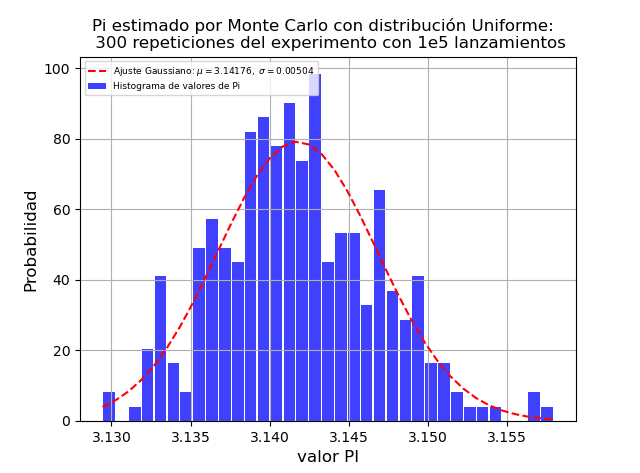 Pi estimado por Monte Carlo con distribución Uniforme:
300 repeticiones del experimento con 1e5 lanzamientos
Ajuste Gaussiano: μ = 3.14176, σ = 0.00504
Histograma de valores de Pi
100
80
60
40
20
0
Probabilidad
3.130 3.135 3.140 3.145 3.150 3.155
valor PI